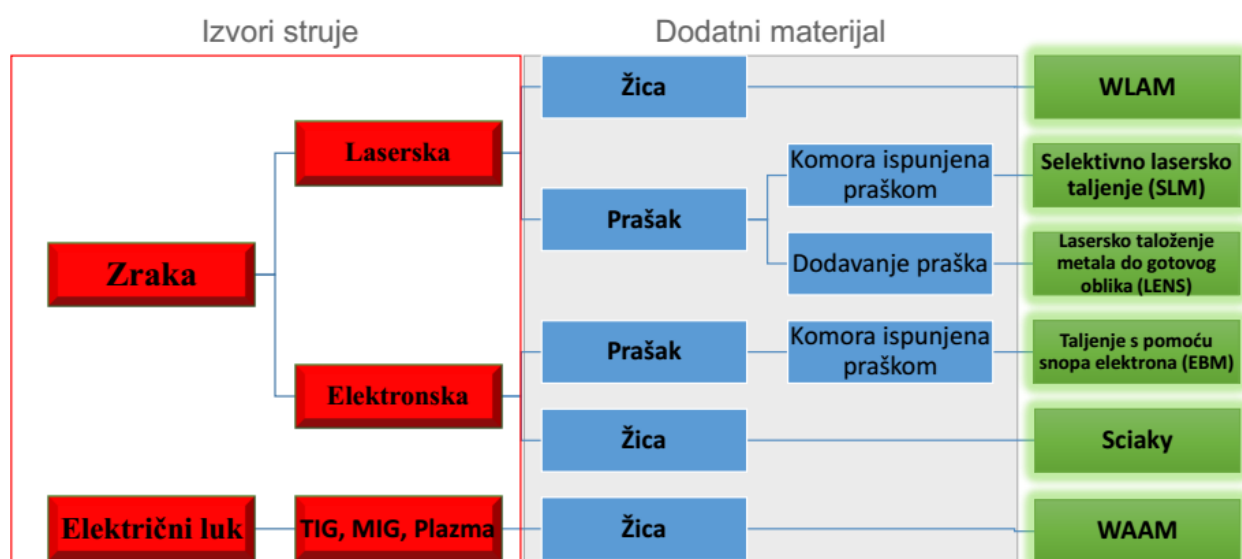 Izvori struje
Dodatni materijal
Žica
WLAM
Laserska
Komora ispunjena
praškom
Selektivno lasersko
taljenje (SLM)
Prašak
Zraka
Dodavanje praška
Lasersko taloženje
metala do gotovog
oblika (LENS)
Prašak
Komora ispunjena
praškom
Taljenje s pomoću
snopa elektrona (EBM)
Elektronska
Žica
Sciaky
Električni luk
TIG, MIG, Plazma
Žica
WAAM